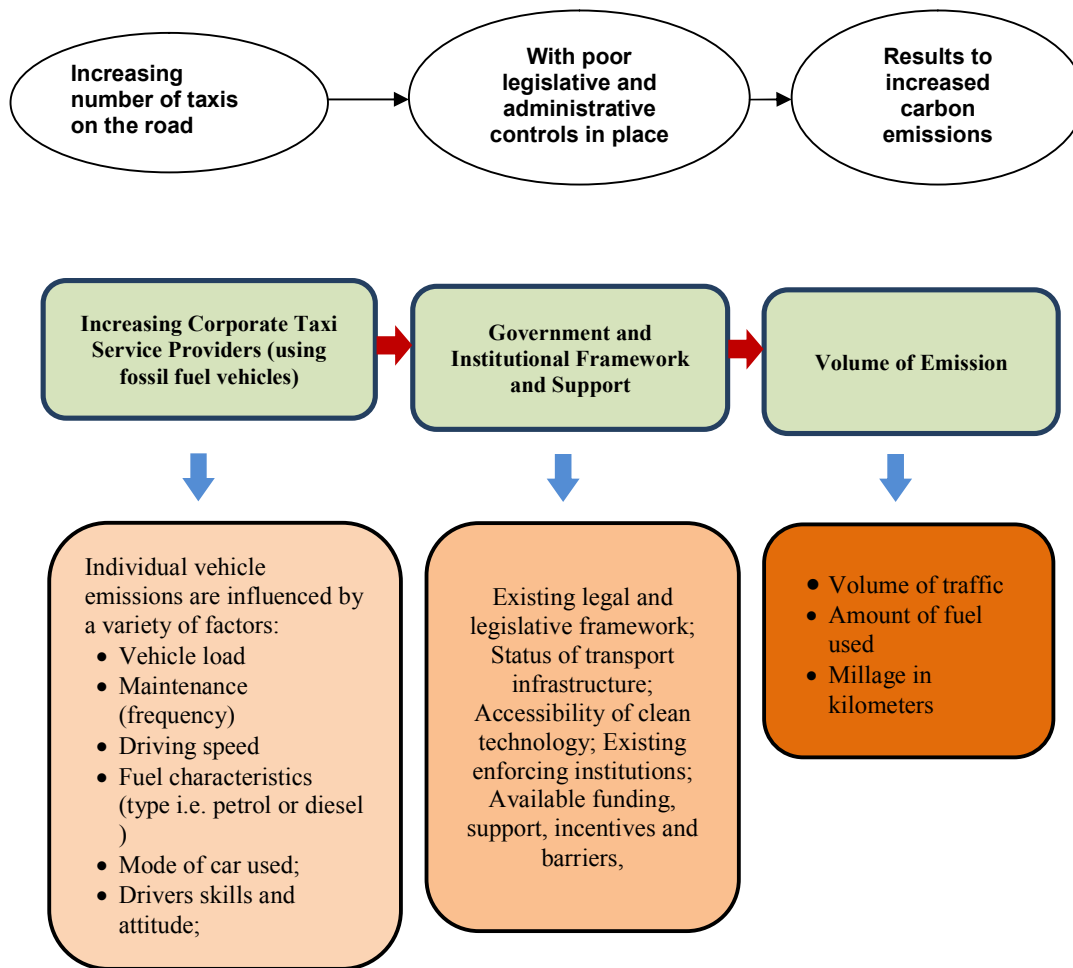 Increasing
number of taxis
on the road
With poor
legislative and
administrative
controls in place
Results to
increased
carbon
emissions
Increasing Corporate Taxi
Service Providers (using
fossil fuel vehicles)
Government and
Institutional Framework
and Support
Volume of Emission
Individual vehicle
emissions are influenced by
a variety of factors:
• Vehicle load
• Maintenance
(frequency)
• Driving speed
• Fuel characteristics
(type i.e. petrol or diesel
)
• Mode of car used;
• Drivers skills and
attitude;
Existing legal and
legislative framework;
Status of transport
infrastructure;
Accessibility of clean
technology; Existing
enforcing institutions;
Available funding,
support, incentives and
barriers,
• Volume of traffic
• Amount of fuel
used
• Millage in
kilometers